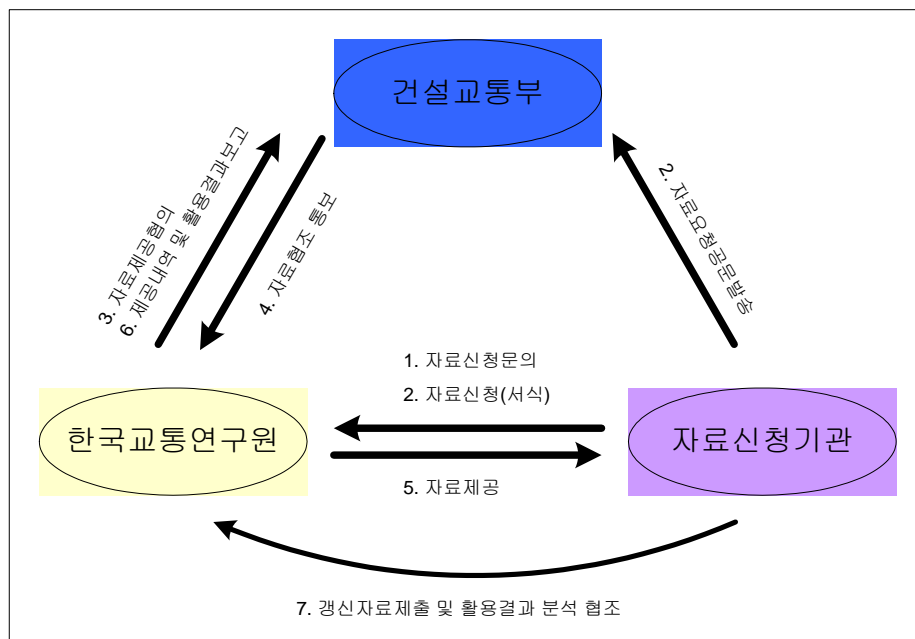 건설교통부
3. 자료제공협의
6. 제공내역 및 활용결과보고
4. 자료협조 통보
2. 자료요청공문발송
1. 자료신청문의
2. 자료신청(서식)
한국교통연구원
자료신청기관
5. 자료제공
7. 갱신자료제출 및 활용결과 분석 협조